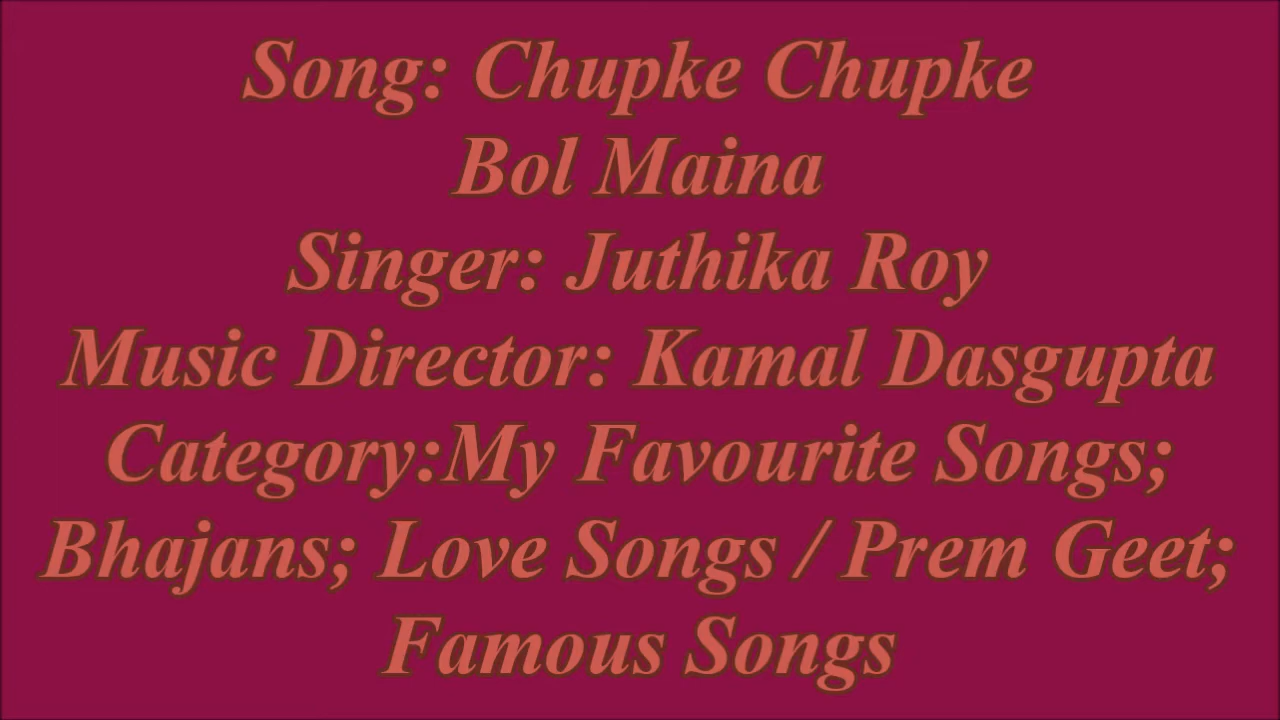 Song: Chupke Chupke
Bol Maina
Singer: Juthika Roy
Music Director: Kamal Dasgupta
Category:My Favourite Songs;
Bhajans; Love Songs / Prem Geet;
Famous Songs